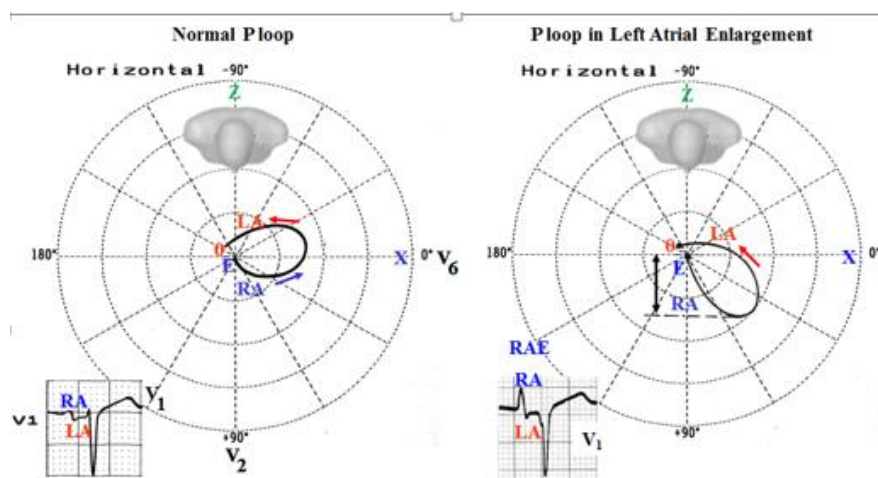 Normal P loop
Horizontal -90°
Z
LA
θ
E
RA
180°
X 0° V6
RA
V1
V1
LA
+90°
V2
P loop in Left Atrial Enlargement
Horizontal -90°
Z
θ
LA
E
RA
180°
X 0°
RAE
RA
LA
V1
+90°